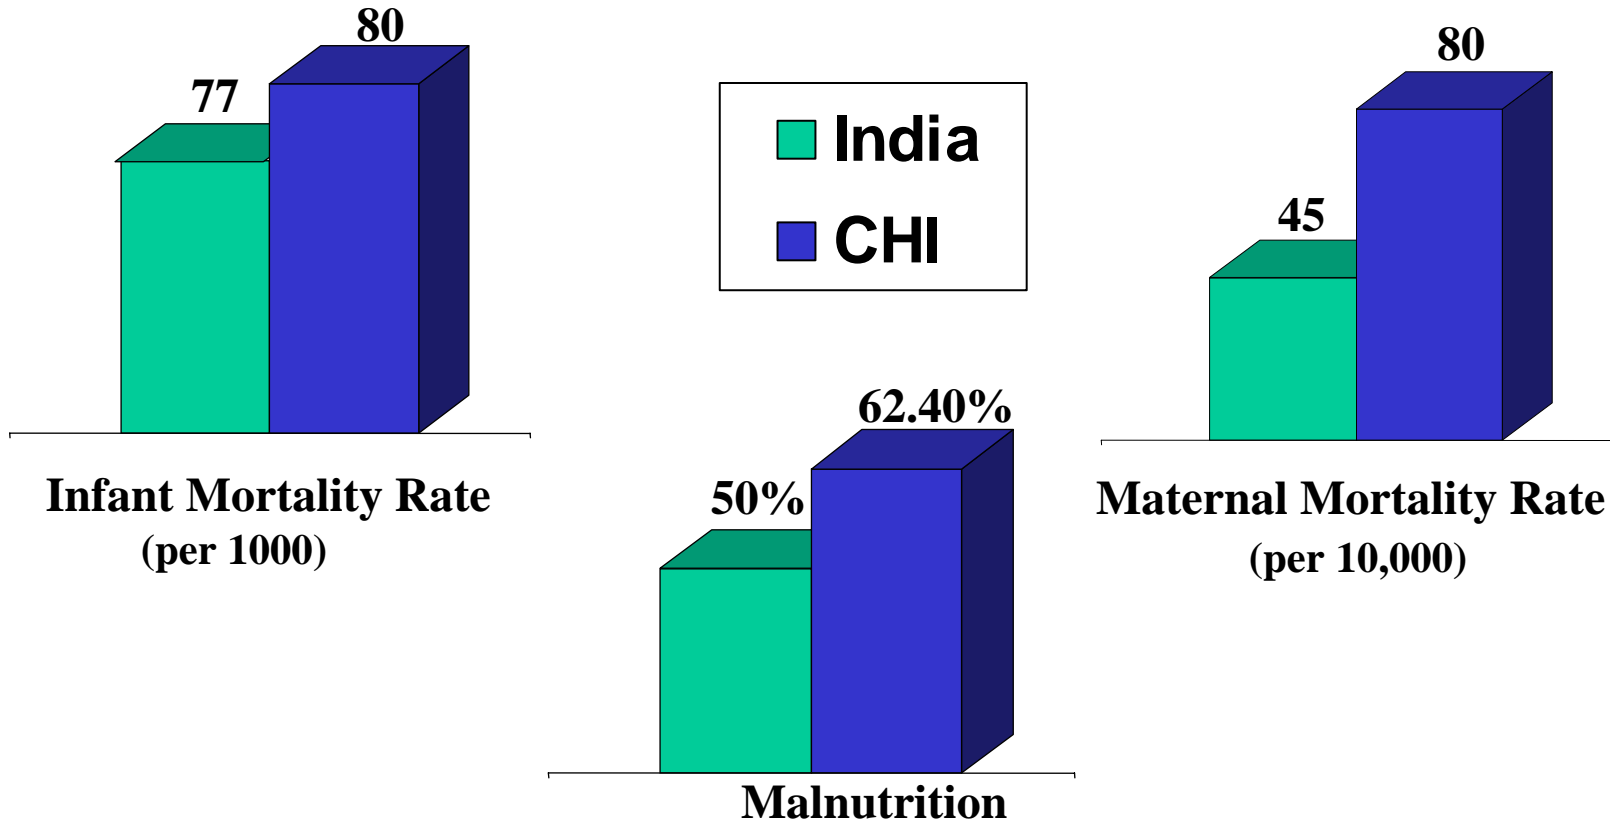 80
77
Infant Mortality Rate
(per 1000)
India
CHI
62.40%
50%
Malnutrition
80
45
Maternal Mortality Rate
(per 10,000)